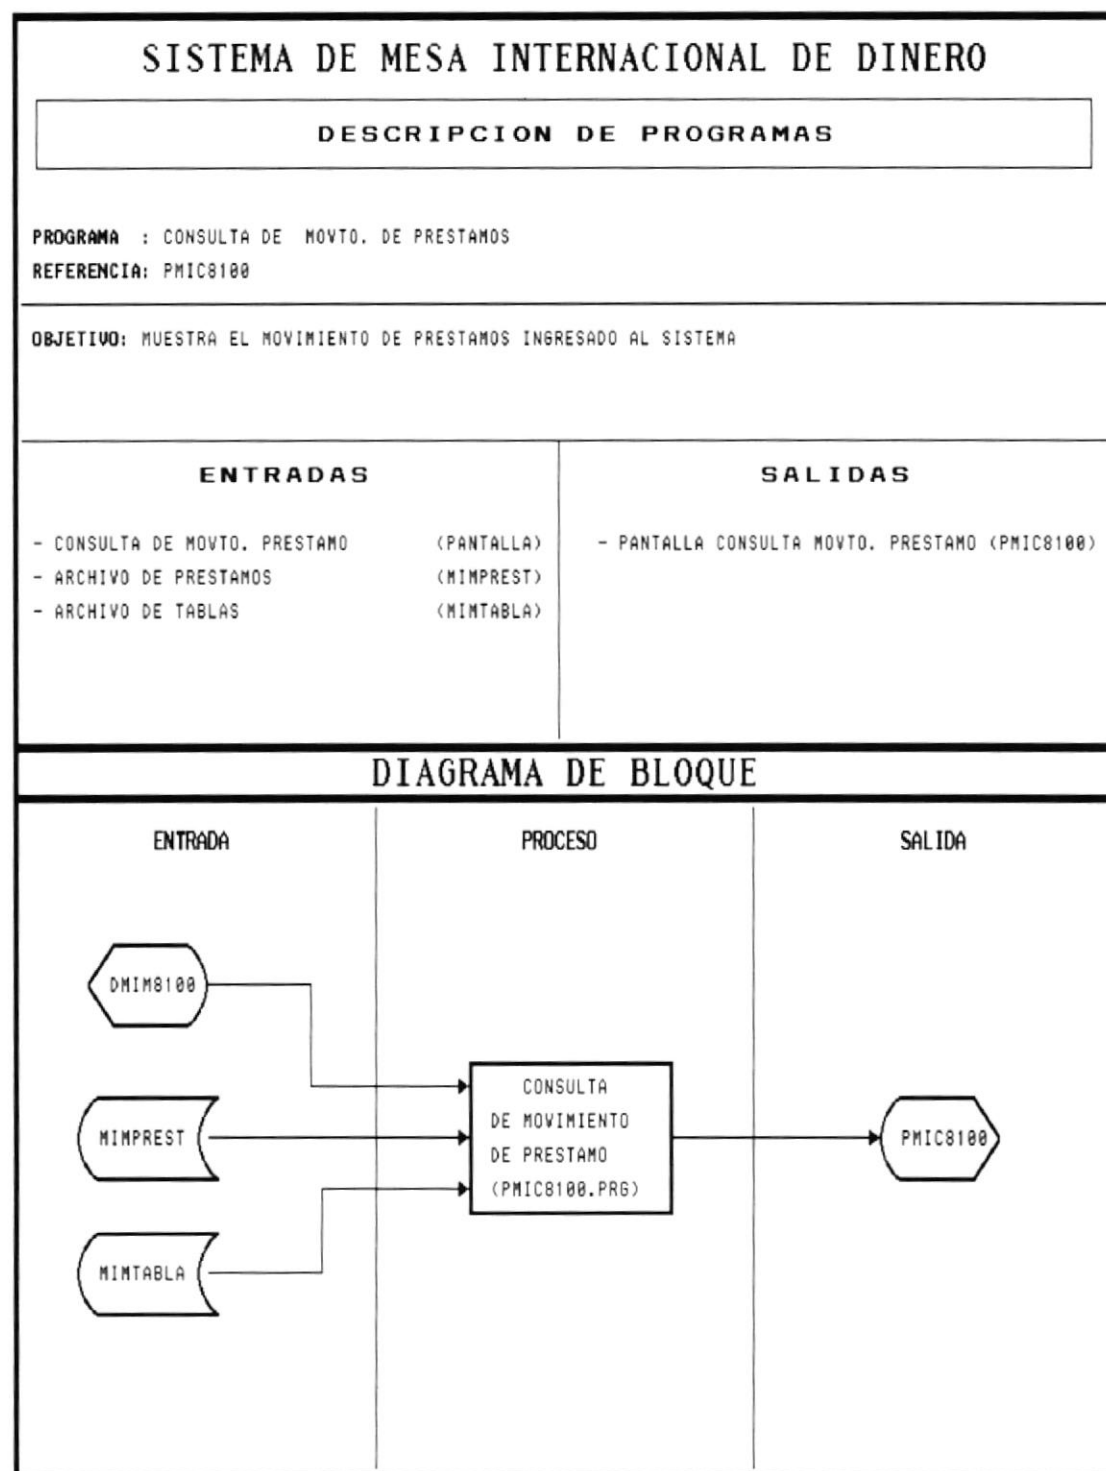 SISTEMA DE MESA INTERNACIONAL DE DINERO
DESCRIPCION DE PROGRAMAS
PROGRAMA : CONSULTA DE MOVTO. DE PRESTAMOS
REFERENCIA: PMIC8100
OBJETIVO: MUESTRA EL MOVIMIENTO DE PRESTAMOS INGRESADO AL SISTEMA
ENTRADAS
- CONSULTA DE MOVTO. PRESTAMO (PANTALLA)
- ARCHIVO DE PRESTAMOS (MIMPREST)
- ARCHIVO DE TABLAS (MIMTABLA)
SALIDAS
- PANTALLA CONSULTA MOVTO. PRESTAMO (PMIC8100)
DIAGRAMA DE BLOQUE
ENTRADA
PROCESO
SALIDA
DMIM8100
MIMPREST
MIMTABLA
CONSULTA
DE MOVIMIENTO
DE PRESTAMO
(PMIC8100.PRG)
PMIC8100